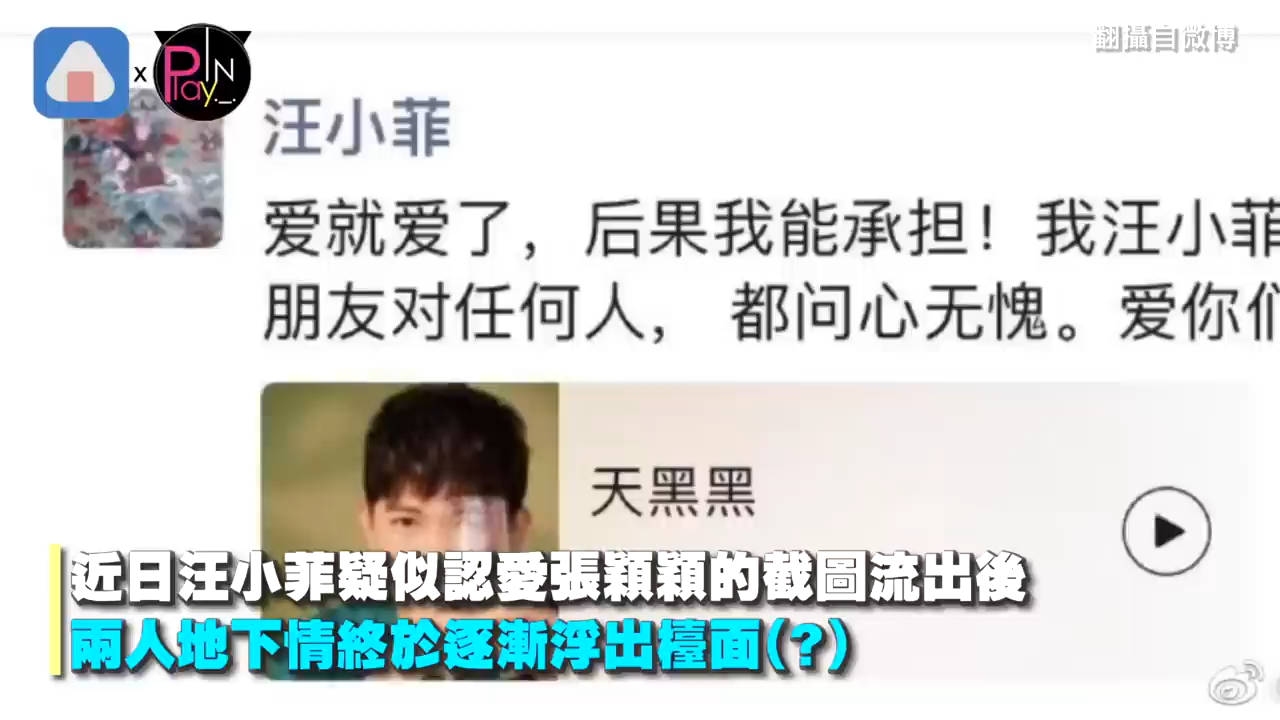 翻攝自微博
x
PlayIN
汪小菲
爱就爱了，后果我能承担！我汪小菲
朋友对任何人， 都问心无愧。爱你们
天黑黑
近日汪小菲疑似認愛張穎穎的截圖流出後
兩人地下情終於逐漸浮出檯面(?)